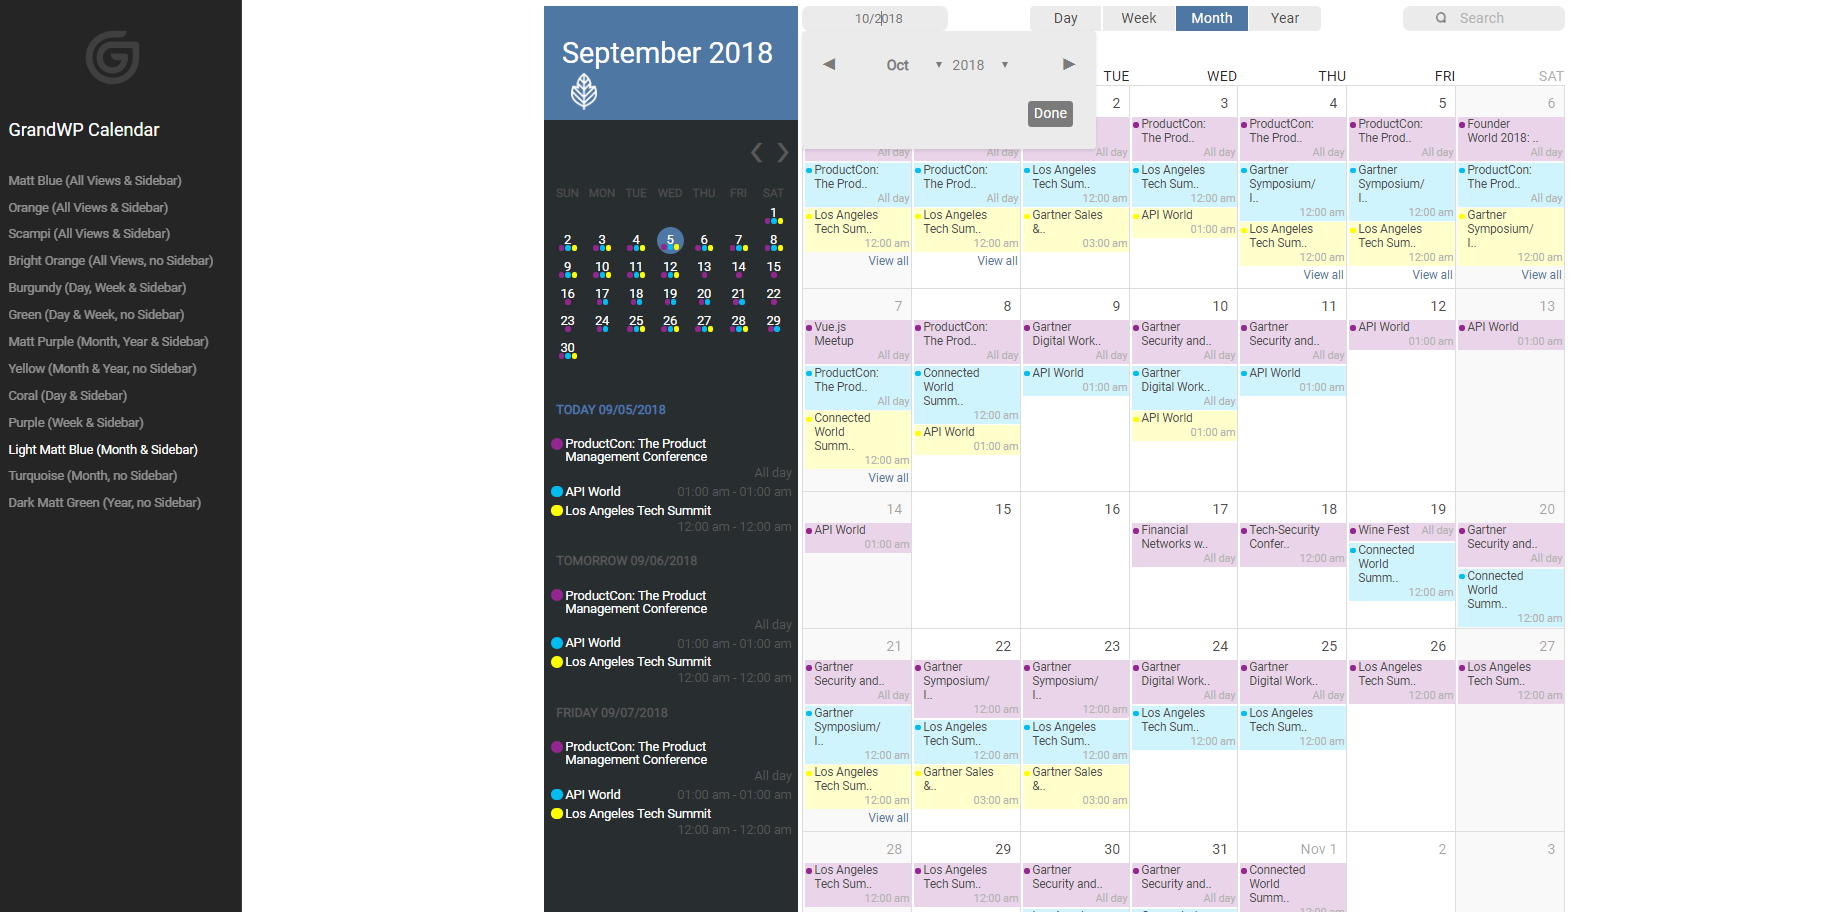 GrandWP Calendar
Matt Blue (All Views & Sidebar)
Orange (All Views & Sidebar)
Scampi (All Views & Sidebar)
Bright Orange (All Views, no Sidebar)
Burgundy (Day, Week & Sidebar)
Green (Day & Week, no Sidebar)
Matt Purple (Month, Year & Sidebar)
Yellow (Month & Year, no Sidebar)
Coral (Day & Sidebar)
Purple (Week & Sidebar)
Light Matt Blue (Month & Sidebar)
Turquoise (Month, no Sidebar)
Dark Matt Green (Year, no Sidebar)
September 2018
SUN MON TUE WED THU FRI SAT
1
2 3 4 5 6 7 8
9 10 11 12 13 14 15
16 17 18 19 20 21 22
23 24 25 26 27 28 29
30
TODAY 09/05/2018
ProductCon: The Product
Management Conference
All day
API World 01:00 am - 01:00 am
Los Angeles Tech Summit
12:00 am - 12:00 am
TOMORROW 09/06/2018
ProductCon: The Product
Management Conference
All day
API World 01:00 am - 01:00 am
Los Angeles Tech Summit
12:00 am - 12:00 am
FRIDAY 09/07/2018
ProductCon: The Product
Management Conference
All day
API World 01:00 am - 01:00 am
Los Angeles Tech Summit
12:00 am - 12:00 am
10/2018 Day Week Month Year Search
Oct 2018
Done
TUE WED THU FRI SAT
2 3 4 5 6
ProductCon: ProductCon: ProductCon: Founder
The Prod.. The Prod.. The Prod.. World 2018: ..
All day All day All day All day All day All day All day
ProductCon: ProductCon: Los Angeles Los Angeles Gartner Gartner ProductCon:
The Prod.. The Prod.. Tech Sum.. Tech Sum.. Symposium/ Symposium/ The Prod..
All day All day 12:00 am 12:00 am I.. I.. All day
12:00 am 12:00 am
Los Angeles Los Angeles Gartner Sales API World Los Angeles Los Angeles Gartner
Tech Sum.. Tech Sum.. &.. 01:00 am Tech Sum.. Tech Sum.. Symposium/
12:00 am 12:00 am 03:00 am 12:00 am 12:00 am I..
12:00 am
View all View all View all View all View all
7 8 9 10 11 12 13
Vue.js ProductCon: Gartner Gartner Gartner API World API World
Meetup The Prod.. Digital Work.. Security and.. Security and.. 01:00 am 01:00 am
All day All day All day All day All day
ProductCon: Connected API World Gartner API World
The Prod.. World 01:00 am Digital Work.. 01:00 am
All day Summ.. All day
12:00 am
Connected API World API World
World 01:00 am 01:00 am
Summ..
12:00 am
View all
14 15 16 17 18 19 20
API World Financial Tech-Security Wine Fest All day Gartner
01:00 am Networks w.. Confer.. Security and..
All day 12:00 am All day
Connected Connected
World World
Summ.. Summ..
12:00 am 12:00 am
21 22 23 24 25 26 27
Gartner Gartner Gartner Gartner Gartner Los Angeles Los Angeles
Security and.. Symposium/ Symposium/ Digital Work.. Digital Work.. Tech Sum.. Tech Sum..
All day I.. I.. All day All day 12:00 am 12:00 am
12:00 am 12:00 am
Gartner Los Angeles Los Angeles Los Angeles Los Angeles
Symposium/ Tech Sum.. Tech Sum.. Tech Sum.. Tech Sum..
I.. 12:00 am 12:00 am 12:00 am 12:00 am
12:00 am
Los Angeles Gartner Sales Gartner Sales
Tech Sum.. &.. &..
12:00 am 03:00 am 03:00 am
View all
28 29 30 31 Nov 1 2 3
Los Angeles Los Angeles Gartner Gartner Connected
Tech Sum.. Tech Sum.. Security and.. Security and.. World
12:00 am 12:00 am All day All day Summ..